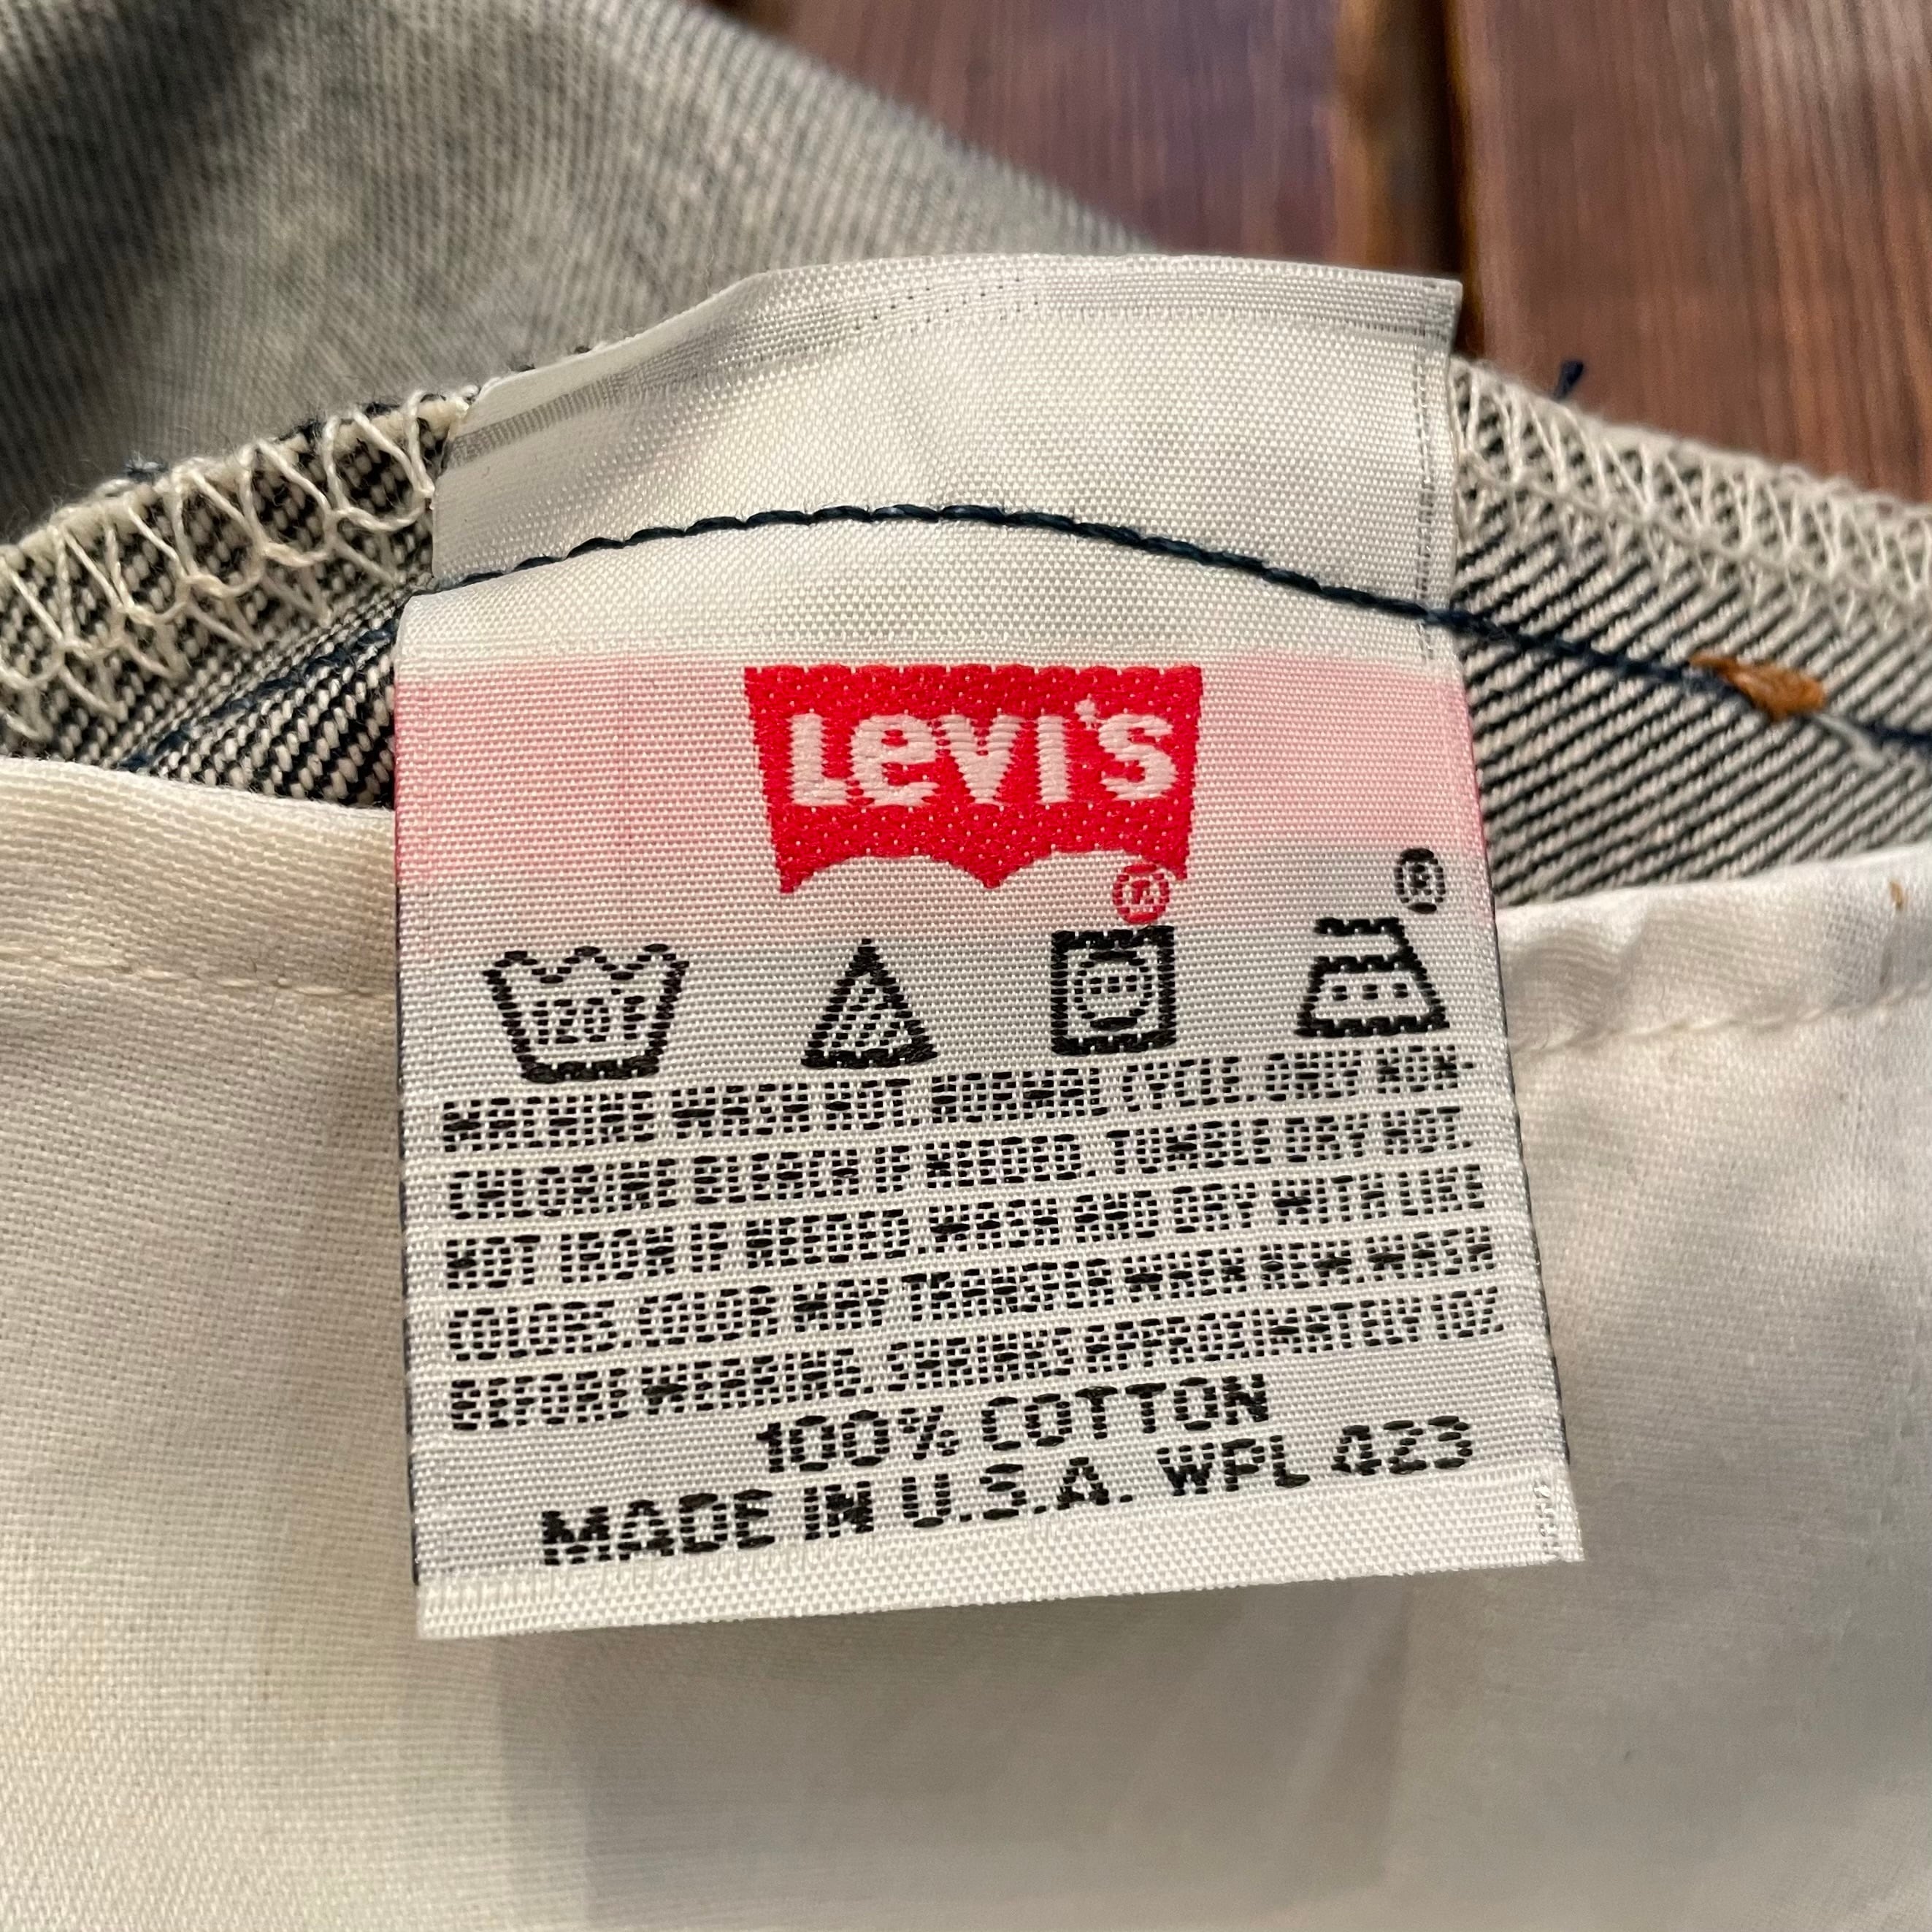 Levi's
®
®
120F
MACHINE WASH HOT. NORMAL CYCLE. ONLY NON-
CHLORINE BLEACH IF NEEDED. TUMBLE DRY HOT.
HOT IRON IF NEEDED. WASH AND DRY WITH LIKE
COLORS. COLOR MAY TRANSFER WHEN NEW. WASH
BEFORE WEARING. SHRINKS APPROXIMATELY 10%.
100% COTTON
MADE IN U.S.A. WPL 423